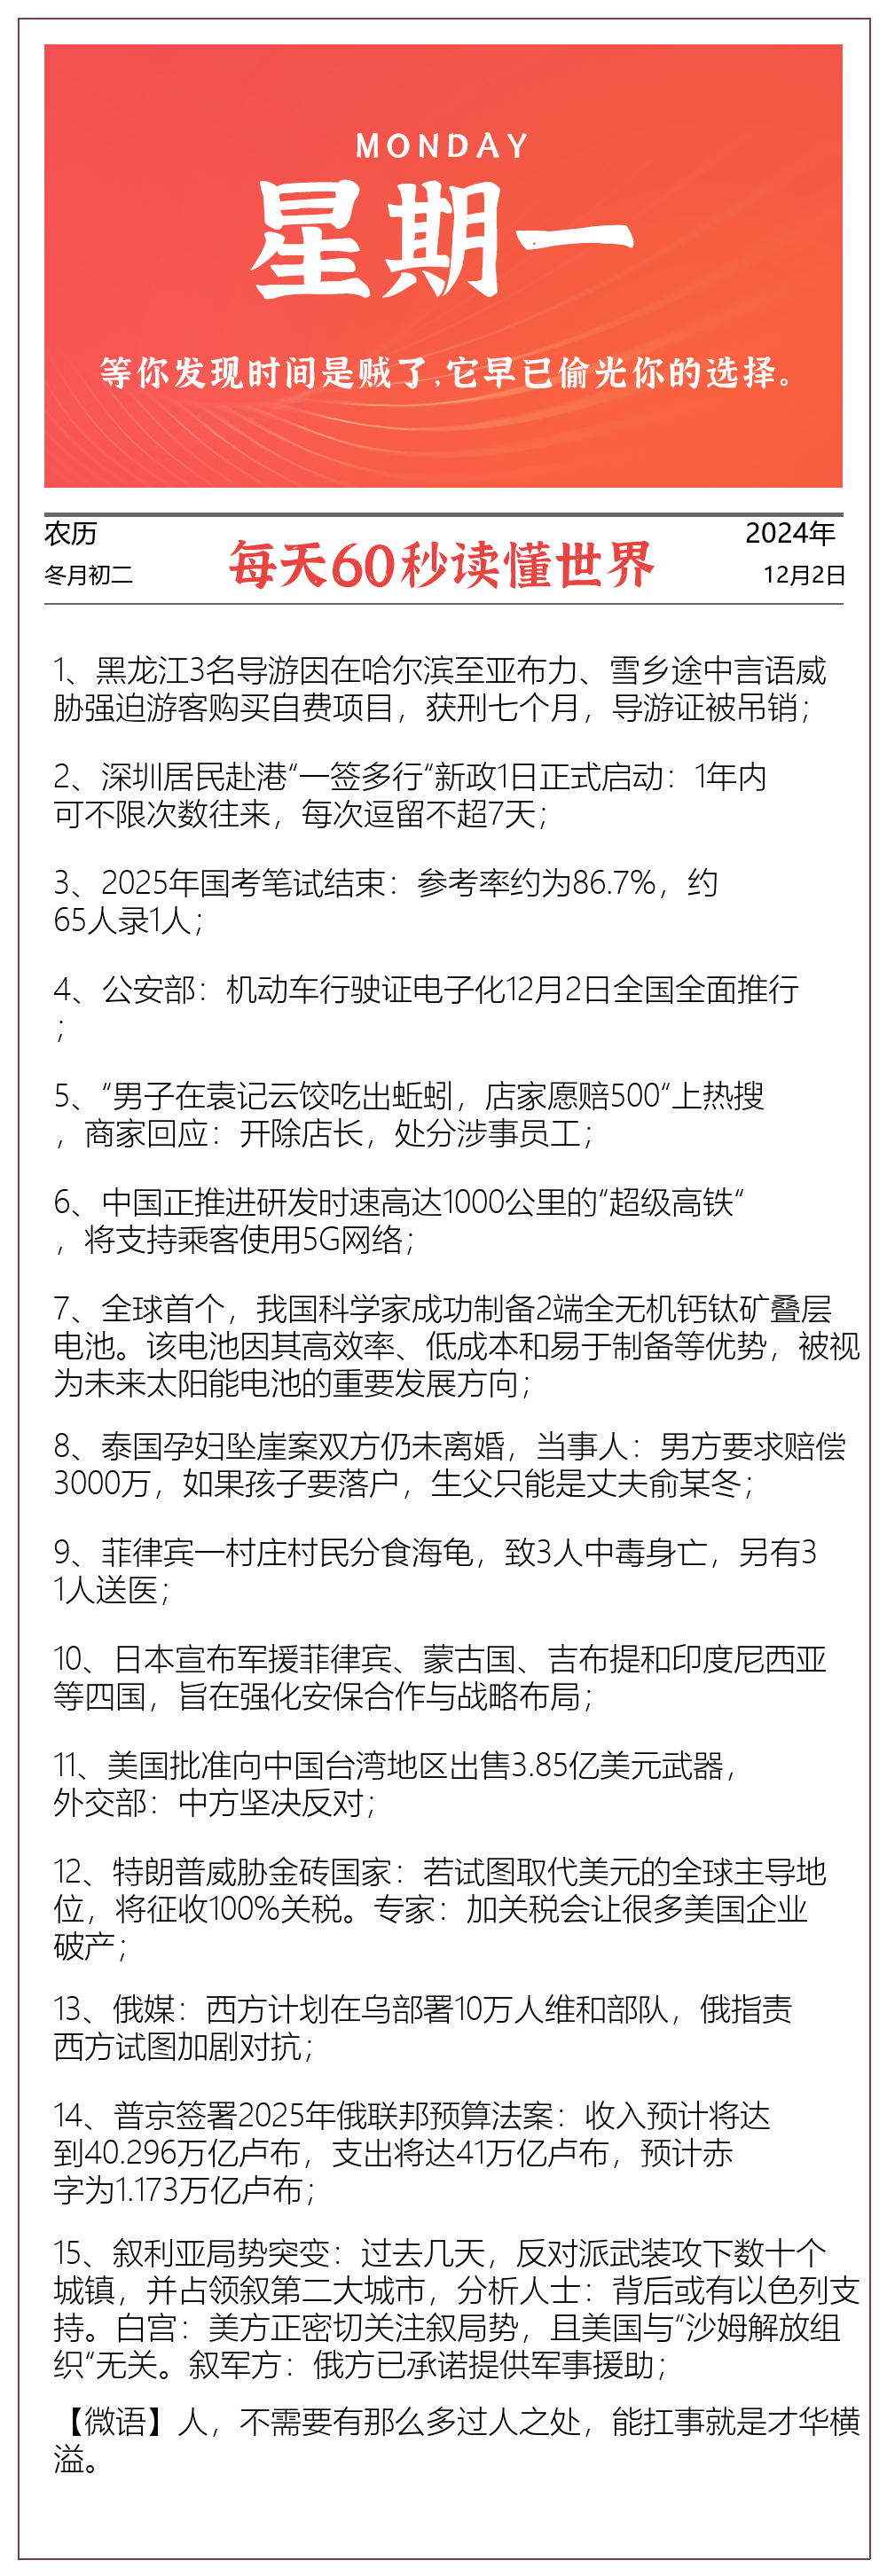 MONDAY
星期一
等你发现时间是贼了,它早已偷光你的选择。
农历
2024年
每天60秒读懂世界
冬月初二
12月2日
1、黑龙江3名导游因在哈尔滨至亚布力、雪乡途中言语威
胁强迫游客购买自费项目，获刑七个月，导游证被吊销；
2、深圳居民赴港“一签多行“新政1日正式启动：1年内
可不限次数往来，每次逗留不超7天；
3、2025年国考笔试结束：参考率约为86.7%，约
65人录1人；
4、公安部：机动车行驶证电子化12月2日全国全面推行
；
5、“男子在袁记云饺吃出蚯蚓，店家愿赔500“上热搜
，商家回应：开除店长，处分涉事员工；
6、中国正推进研发时速高达1000公里的“超级高铁“
，将支持乘客使用5G网络；
7、全球首个，我国科学家成功制备2端全无机钙钛矿叠层
电池。该电池因其高效率、低成本和易于制备等优势，被视
为未来太阳能电池的重要发展方向；
8、泰国孕妇坠崖案双方仍未离婚，当事人：男方要求赔偿
3000万，如果孩子要落户，生父只能是丈夫俞某冬；
9、菲律宾一村庄村民分食海龟，致3人中毒身亡，另有3
1人送医；
10、日本宣布军援菲律宾、蒙古国、吉布提和印度尼西亚
等四国，旨在强化安保合作与战略布局；
11、美国批准向中国台湾地区出售3.85亿美元武器，
外交部：中方坚决反对；
12、特朗普威胁金砖国家：若试图取代美元的全球主导地
位，将征收100%关税。专家：加关税会让很多美国企业
破产；
13、俄媒：西方计划在乌部署10万人维和部队，俄指责
西方试图加剧对抗；
14、普京签署2025年俄联邦预算法案：收入预计将达
到40.296万亿卢布，支出将达41万亿卢布，预计赤
字为1.173万亿卢布；
15、叙利亚局势突变：过去几天，反对派武装攻下数十个
城镇，并占领叙第二大城市，分析人士：背后或有以色列支
持。白宫：美方正密切关注叙局势，且美国与“沙姆解放组
织“无关。叙军方：俄方已承诺提供军事援助；
【微语】人，不需要有那么多过人之处，能扛事就是才华横
溢。